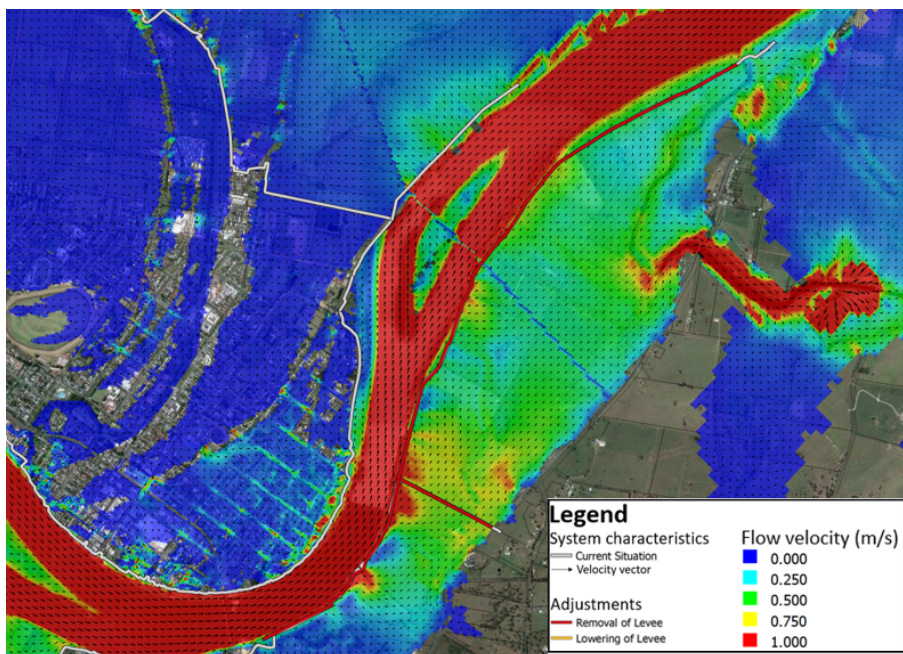 Legend
System characteristics
Current Situation
Velocity vector
Adjustments
Removal of Levee
Lowering of Levee
Flow velocity (m/s)
0.000
0.250
0.500
0.750
1.000